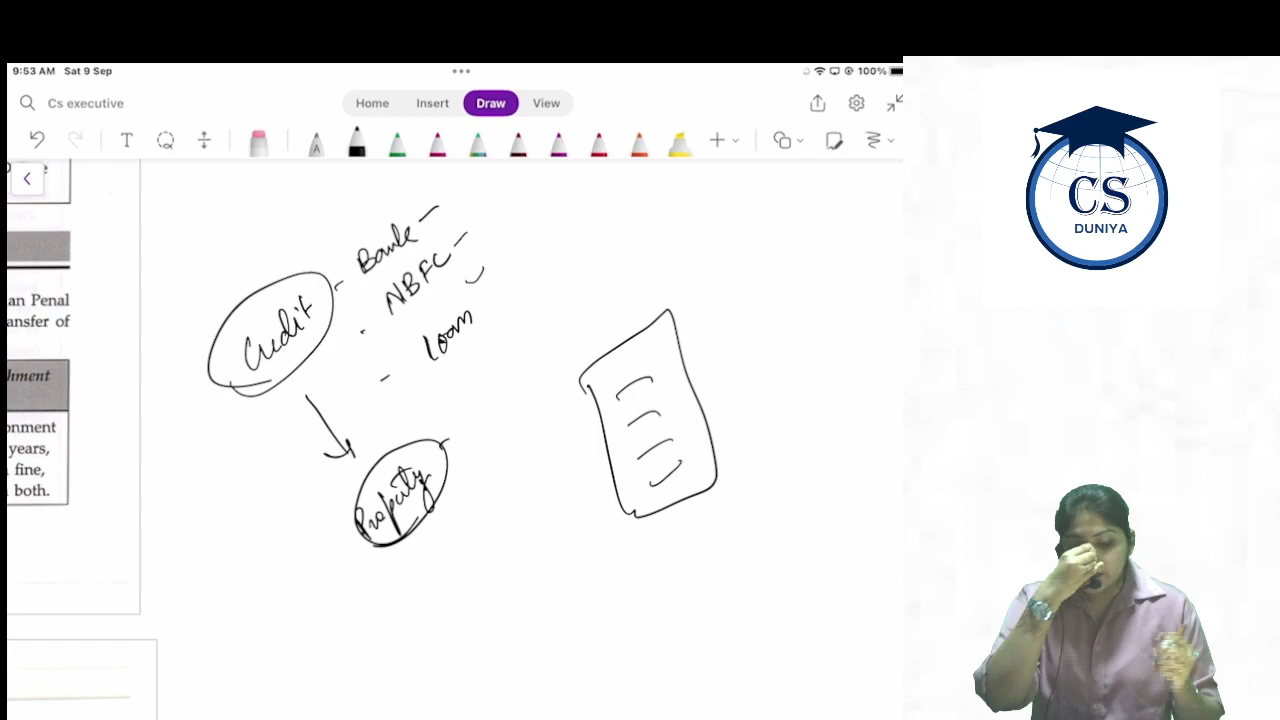 9:53 AM Sat 9 Sep
100%
Cs executive
Home Insert Draw View
T
A
an Penal
ansfer of
hment
onment
years,
fine,
both.
Credit
Bank
NBFC
loan
Property
CS
DUNIYA